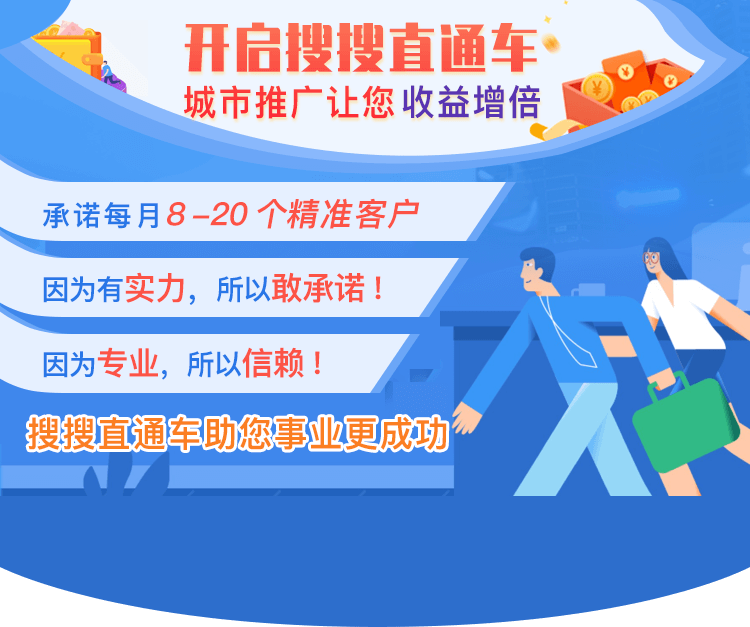 开启搜搜直通车
城市推广让您收益增倍
承诺每月8-20个精准客户
因为有实力，所以敢承诺！
因为专业，所以信赖！
搜搜直通车助您事业更成功